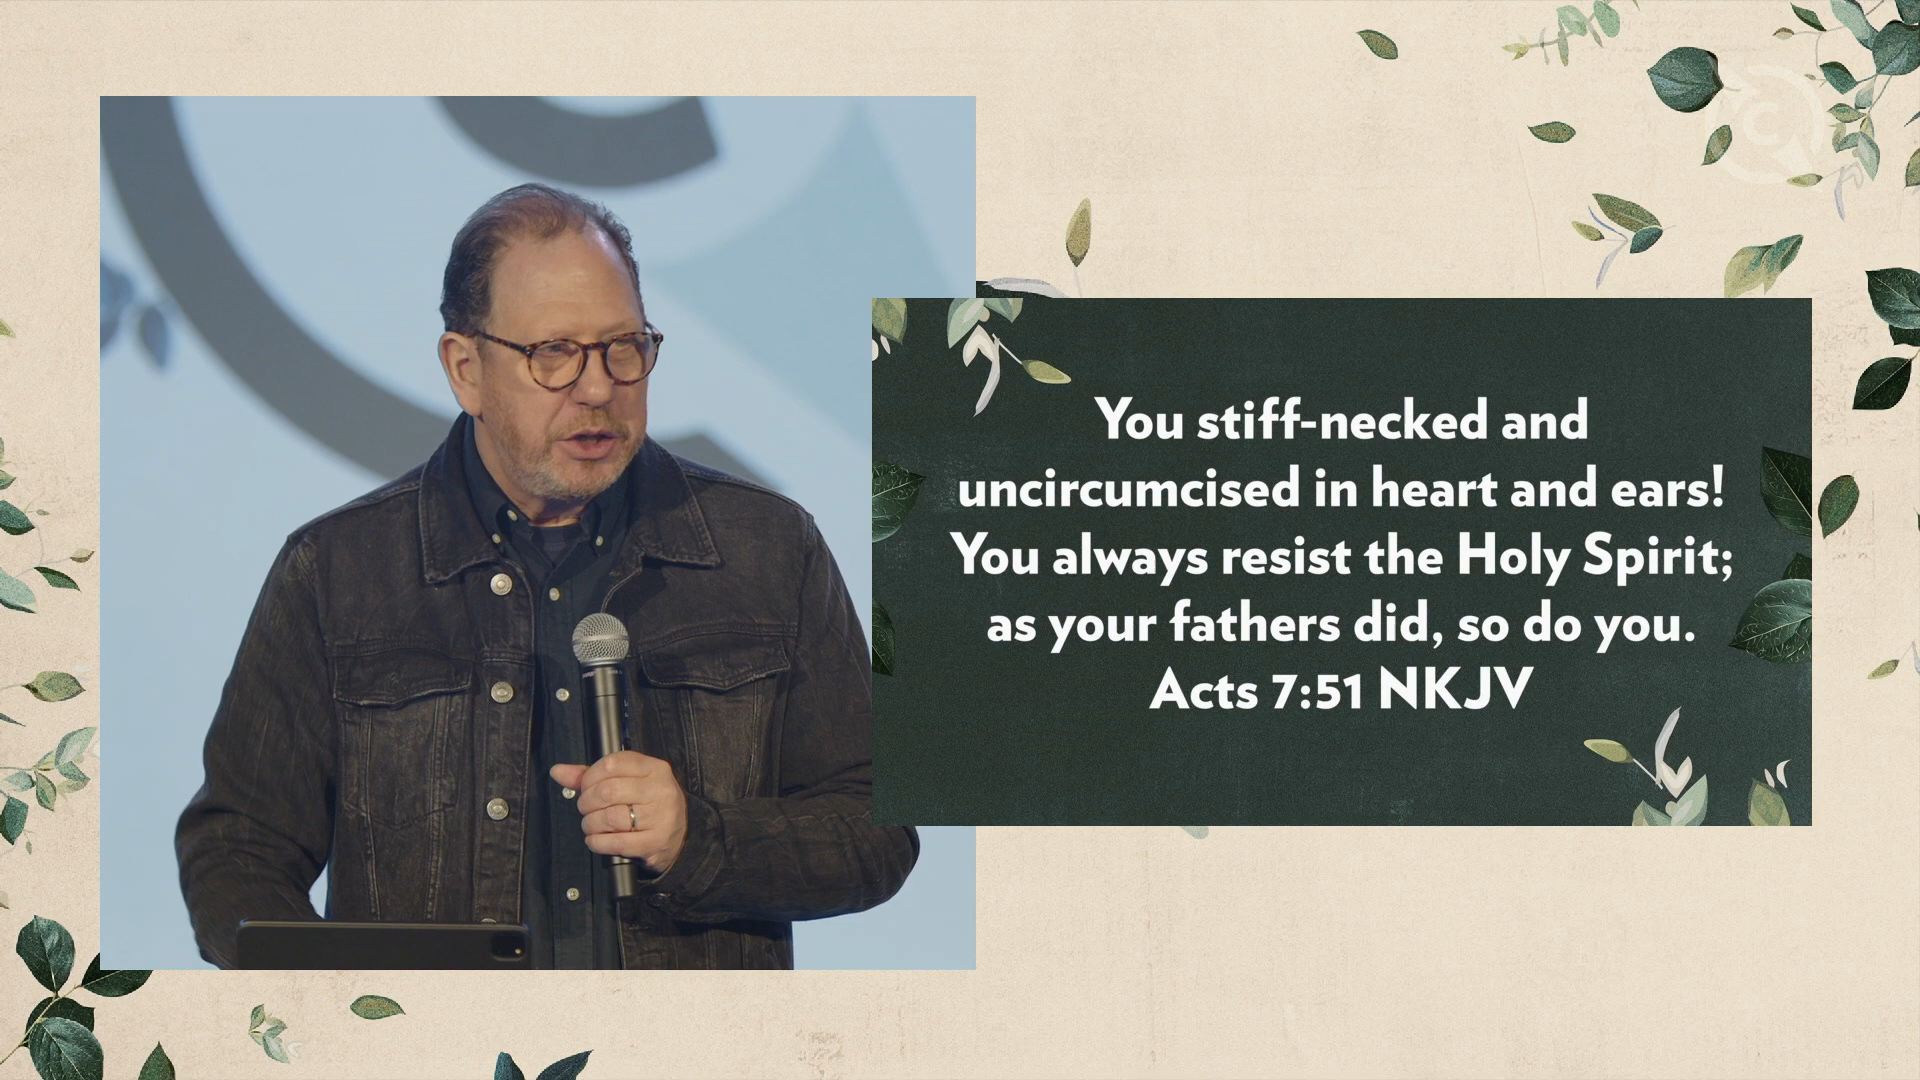 You stiff-necked and
uncircumcised in heart and ears!
You always resist the Holy Spirit;
as your fathers did, so do you.
Acts 7:51 NKJV